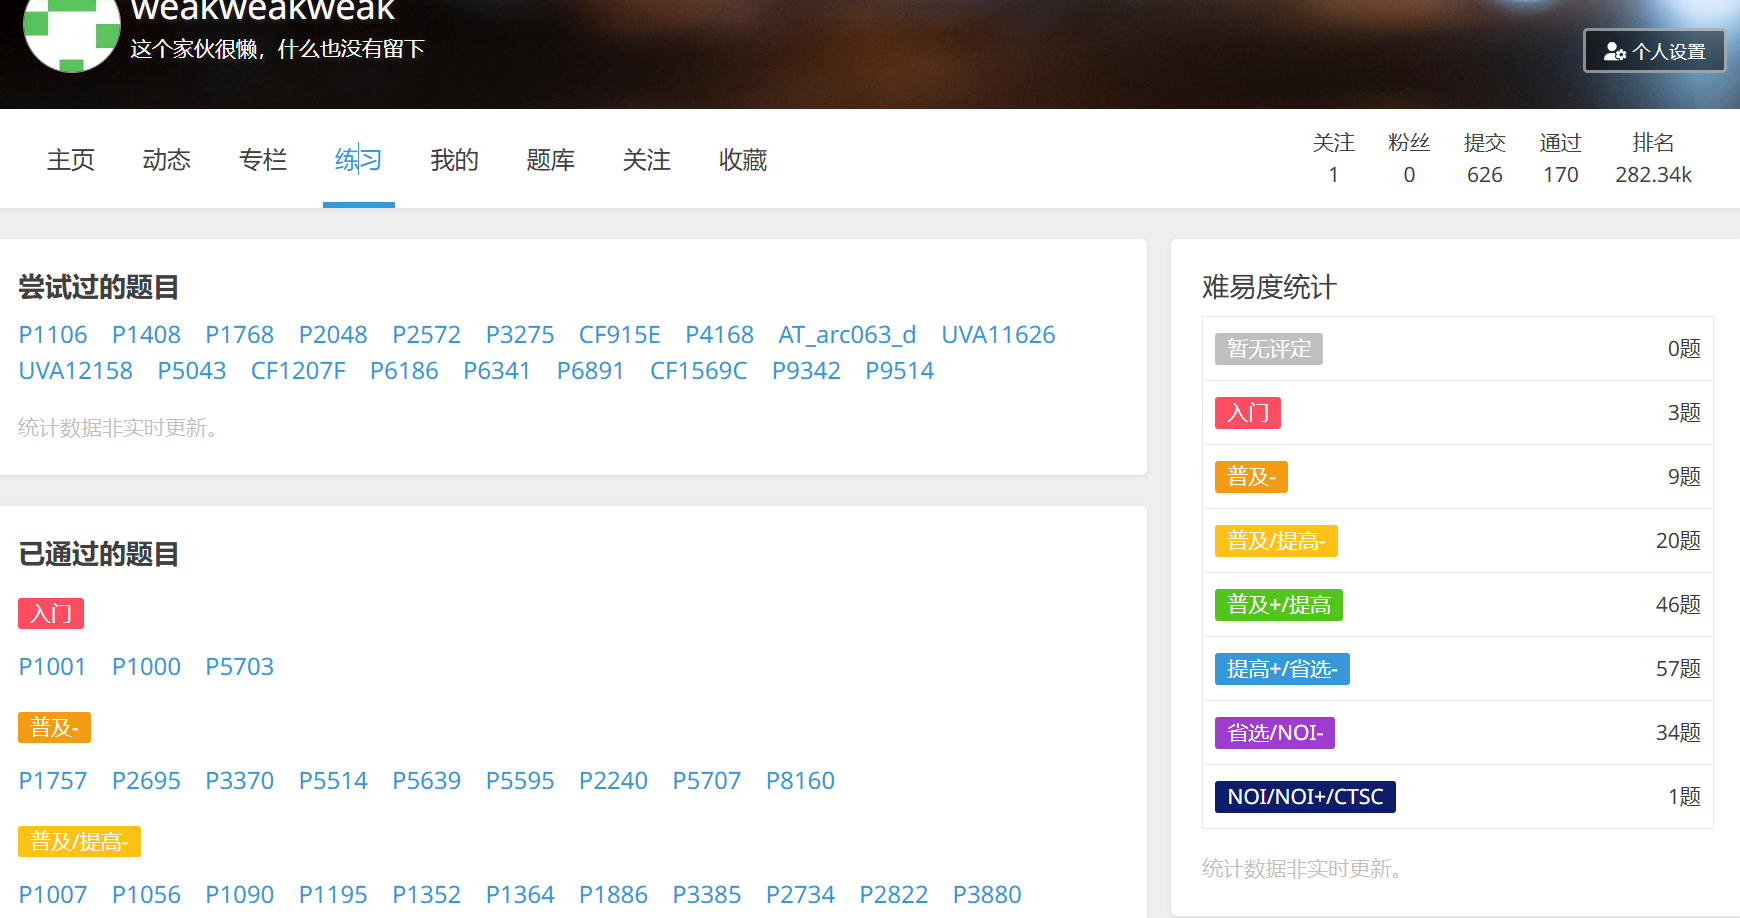 weakweakweak
这个家伙很懒，什么也没有留下
个人设置
主页 动态 专栏 练习 我的 题库 关注 收藏
关注 粉丝 提交 通过 排名
1 0 626 170 282.34k
尝试过的题目
P1106 P1408 P1768 P2048 P2572 P3275 CF915E P4168 AT_arc063_d UVA11626
UVA12158 P5043 CF1207F P6186 P6341 P6891 CF1569C P9342 P9514
统计数据非实时更新。
已通过的题目
入门
P1001 P1000 P5703
普及-
P1757 P2695 P3370 P5514 P5639 P5595 P2240 P5707 P8160
普及/提高-
P1007 P1056 P1090 P1195 P1352 P1364 P1886 P3385 P2734 P2822 P3880
难易度统计
暂无评定 0题
入门 3题
普及- 9题
普及/提高- 20题
普及+/提高 46题
提高+/省选- 57题
省选/NOI- 34题
NOI/NOI+/CTSC 1题
统计数据非实时更新。